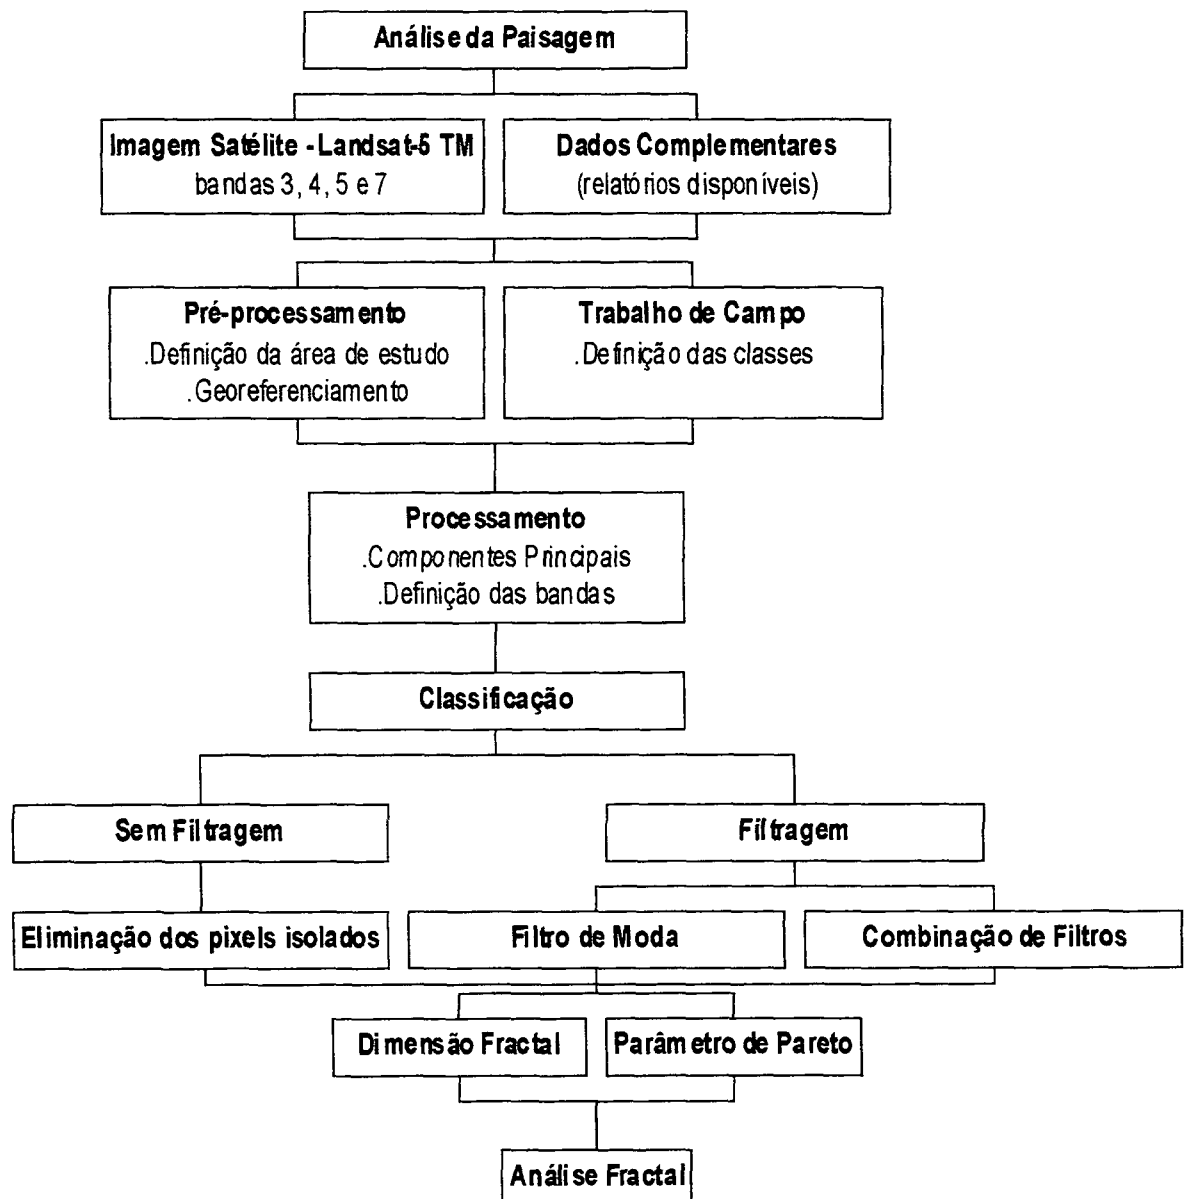 Análise da Paisagem
Imagem Satélite - Landsat-5 TM
bandas 3, 4, 5 e 7
Dados Complementares
(relatórios disponíveis)
Pré-processamento
.Definição da área de estudo
.Georeferenciamento
Trabalho de Campo
.Definição das classes
Processamento
.Componentes Principais
.Definição das bandas
Classificação
Sem Filtragem
Filtragem
Eliminação dos pixels isolados
Filtro de Moda
Combinação de Filtros
Dimensão Fractal
Parâmetro de Pareto
Análise Fractal